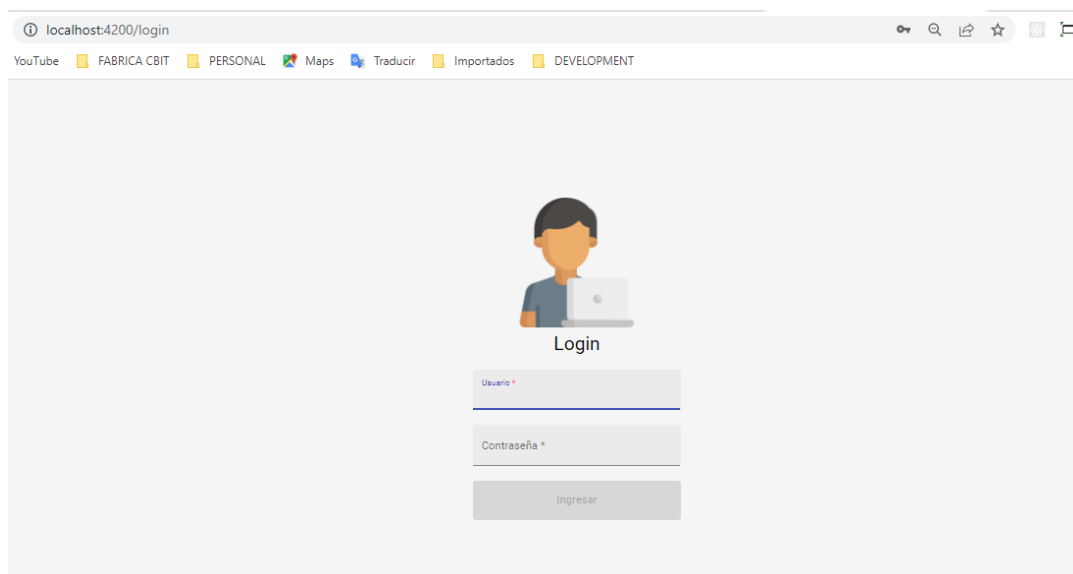 localhost:4200/login
YouTube FABRICA CBIT PERSONAL Maps Traducir Importados DEVELOPMENT
Login
Usuario *
Contraseña *
Ingresar